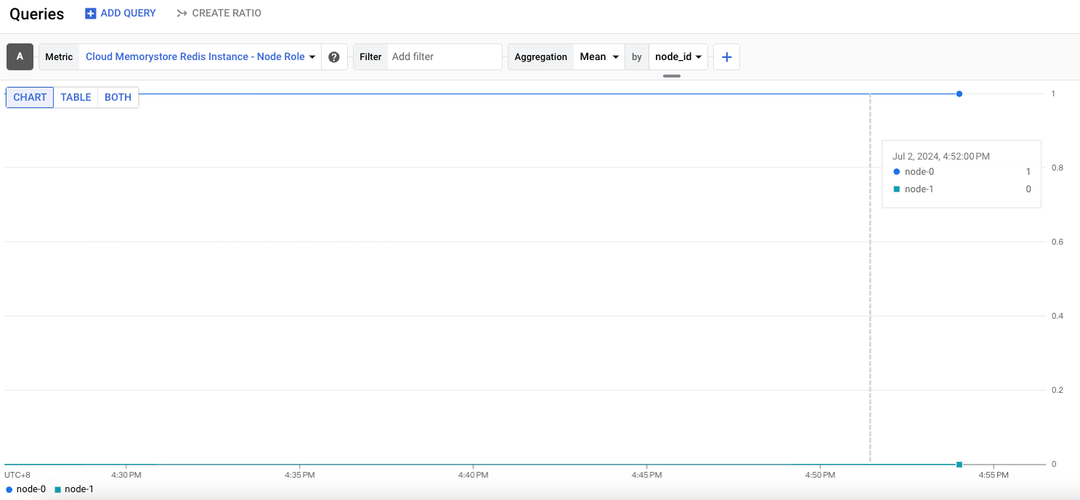 Queries ADD QUERY CREATE RATIO
A Metric Cloud Memorystore Redis Instance - Node Role Filter Add filter Aggregation Mean by node_id
CHART TABLE BOTH
1
Jul 2, 2024, 4:52:00 PM
node-0 1
node-1 0
0.8
0.6
0.4
0.2
0
UTC+8 4:30 PM 4:35 PM 4:40 PM 4:45 PM 4:50 PM 4:55 PM
node-0 node-1